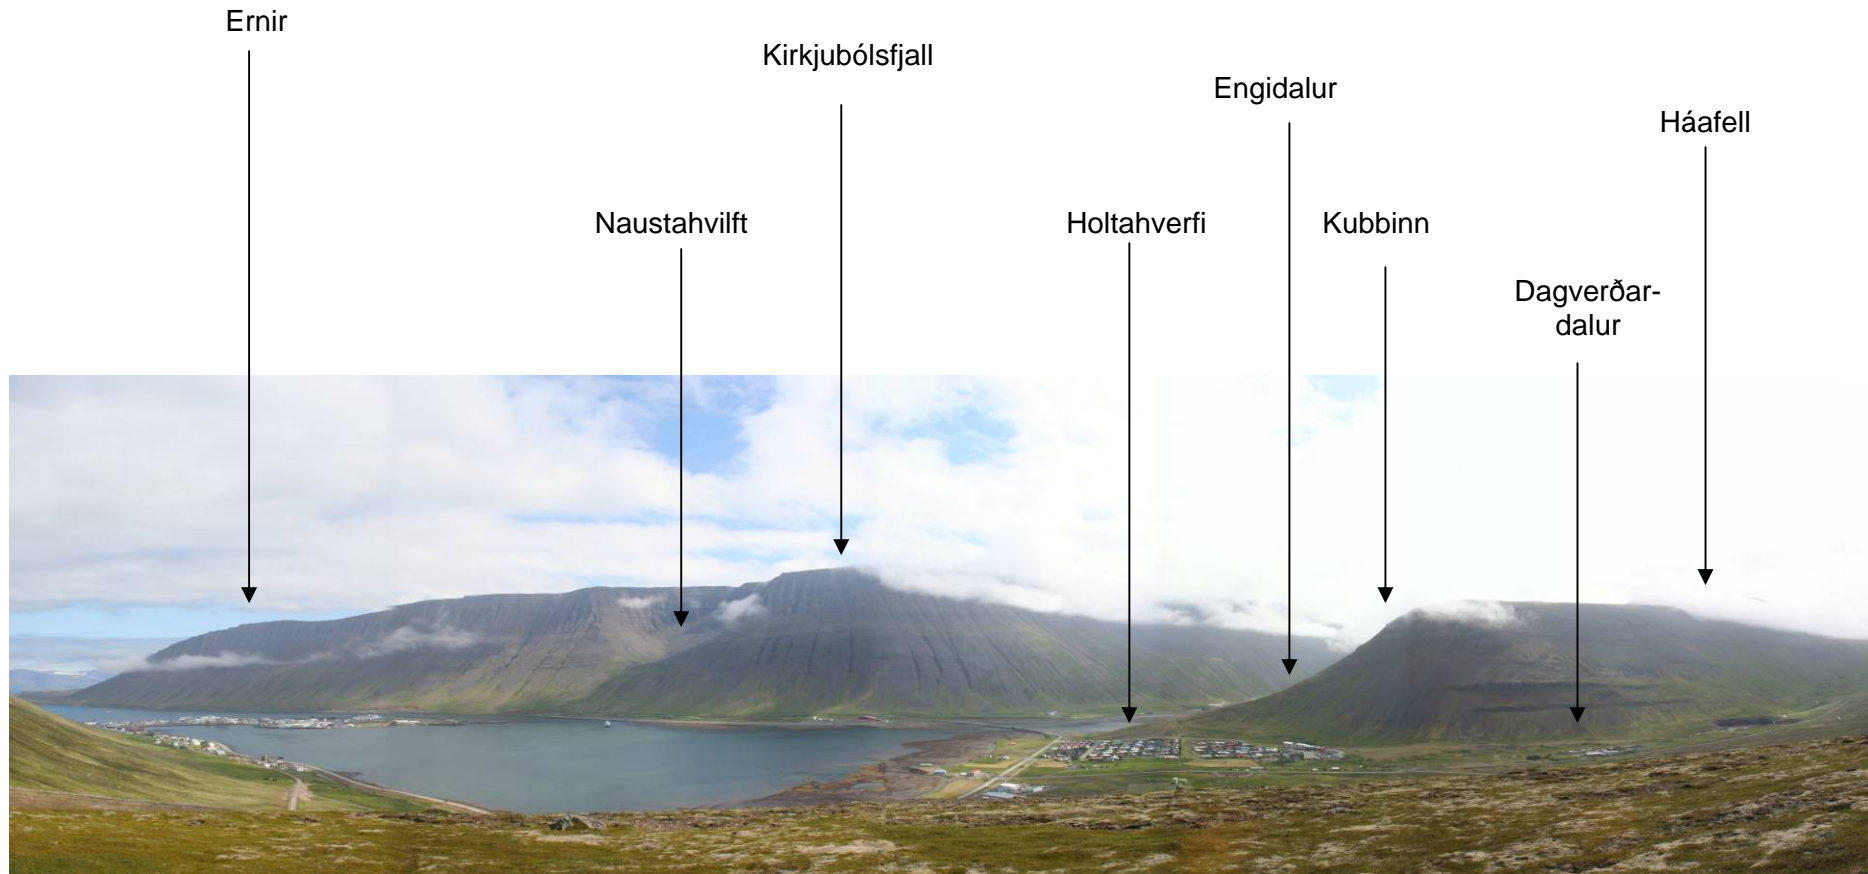 Ernir
Kirkjubólsfjall
Engidalur
Háafell
Naustahvilft
Holtahverfi
Kubbinn
Dagverðar-
dalur